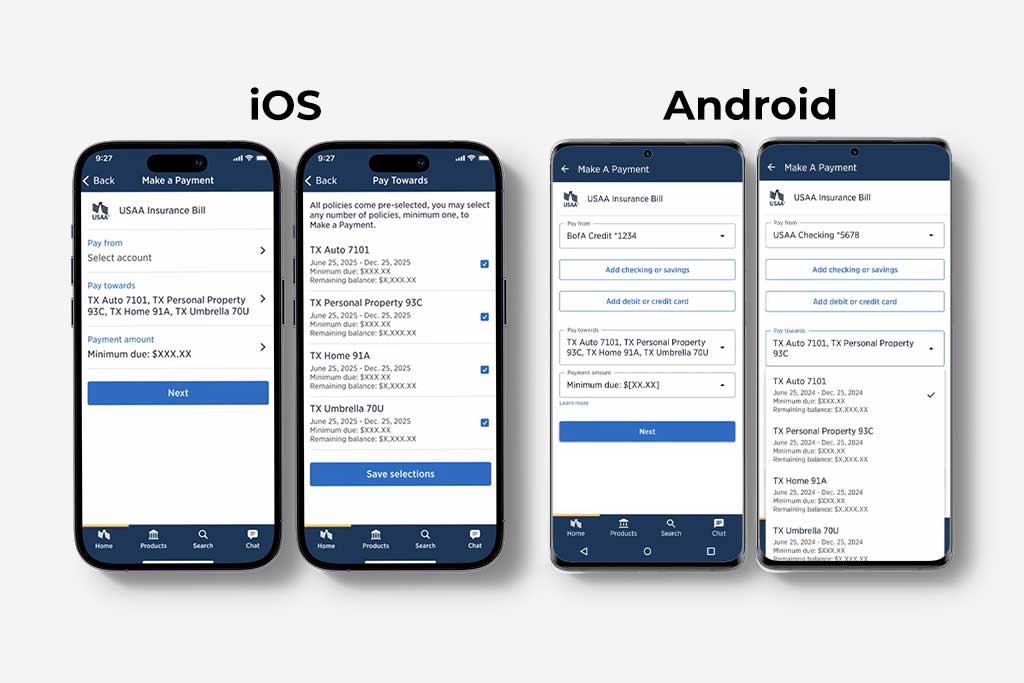 iOS
Android
9:27
Back
Make a Payment
USAA
USAA Insurance Bill
Pay from
Select account
Pay towards
TX Auto 7101, TX Personal Property
93C, TX Home 91A, TX Umbrella 70U
Payment amount
Minimum due: $XXX.XX
Next
Home
Products
Search
Chat
9:27
Back
Pay Towards
All policies come pre-selected, you may select
any number of policies, minimum one, to
Make a Payment.
TX Auto 7101
June 25, 2025 - Dec. 25, 2025
Minimum due: $XXX.XX
Remaining balance: $X,XXX.XX
TX Personal Property 93C
June 25, 2025 - Dec. 25, 2025
Minimum due: $XXX.XX
Remaining balance: $X,XXX.XX
TX Home 91A
June 25, 2025 - Dec. 25, 2025
Minimum due: $XXX.XX
Remaining balance: $X,XXX.XX
TX Umbrella 70U
June 25, 2025 - Dec. 25, 2025
Minimum due: $XXX.XX
Remaining balance: $X,XXX.XX
Save selections
Home
Products
Search
Chat
Make A Payment
USAA
USAA Insurance Bill
Pay from
BofA Credit *1234
Add checking or savings
Add debit or credit card
Pay towards
TX Auto 7101, TX Personal Property
93C, TX Home 91A, TX Umbrella 70U
Payment amount
Minimum due: $[XX.XX]
Learn more
Next
Home
Products
Search
Chat
Make A Payment
USAA
USAA Insurance Bill
Pay from
USAA Checking *5678
Add checking or savings
Add debit or credit card
Pay towards
TX Auto 7101, TX Personal Property
93C
TX Auto 7101
June 25, 2024 - Dec. 25, 2024
Minimum due: $XXX.XX
Remaining balance: $X,XXX.XX
TX Personal Property 93C
June 25, 2024 - Dec. 25, 2024
Minimum due: $XXX.XX
Remaining balance: $X,XXX.XX
TX Home 91A
June 25, 2024 - Dec. 25, 2024
Minimum due: $XXX.XX
Remaining balance: $X,XXX.XX
TX Umbrella 70U
June 25, 2024 - Dec. 25, 2024
Minimum due: $XXX.XX
Remaining balance: $X,XXX.XX